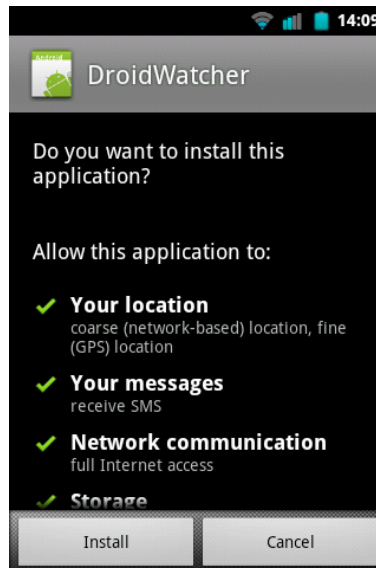 14:09
Android
DroidWatcher
Do you want to install this
application?
Allow this application to:
Your location
coarse (network-based) location, fine
(GPS) location
Your messages
receive SMS
Network communication
full Internet access
Storage
Install
Cancel